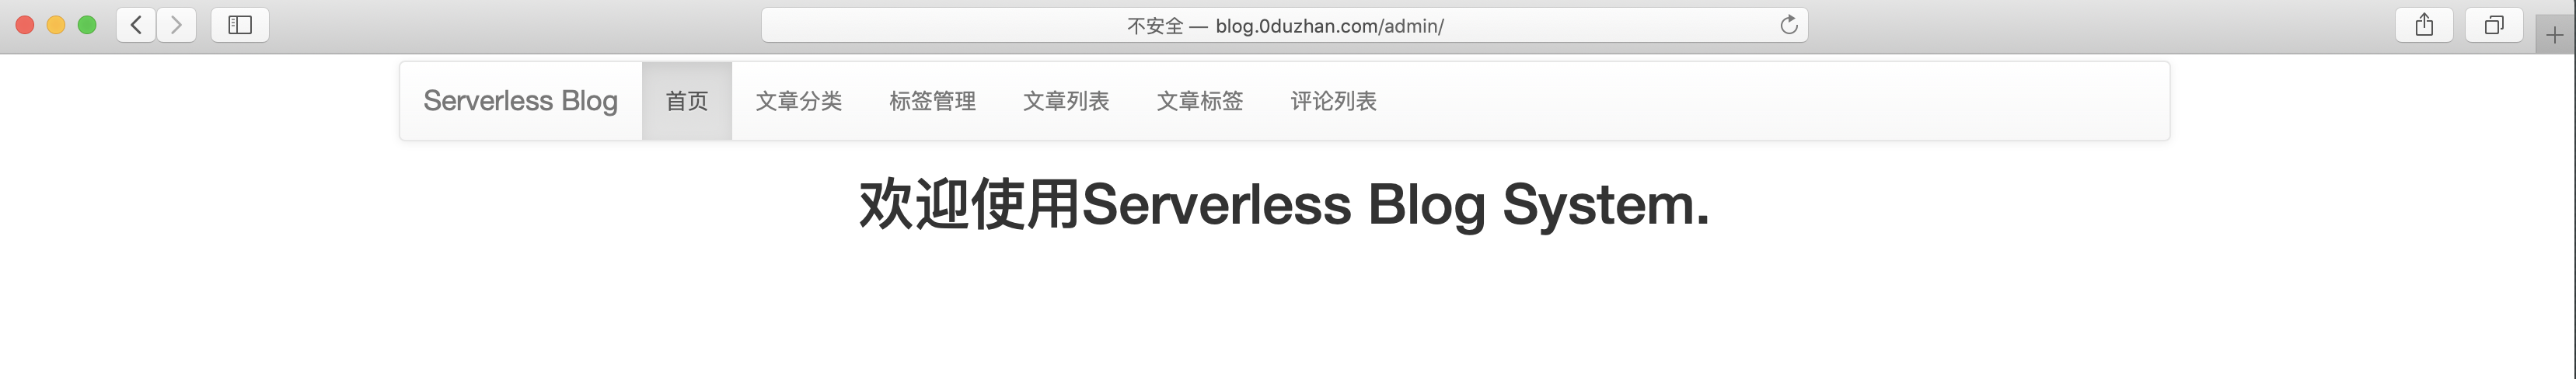 不安全 — blog.0duzhan.com/admin/
Serverless Blog 首页 文章分类 标签管理 文章列表 文章标签 评论列表
欢迎使用Serverless Blog System.